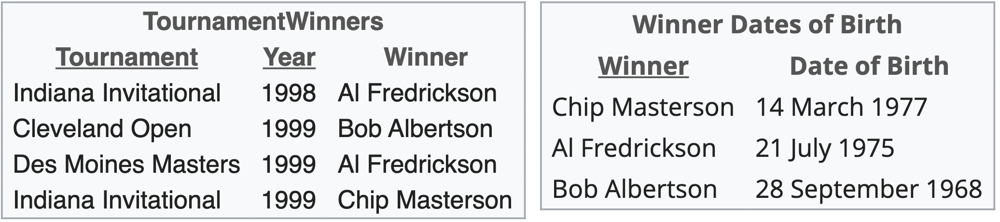 TournamentWinners
Tournament Year Winner
Indiana Invitational 1998 Al Fredrickson
Cleveland Open 1999 Bob Albertson
Des Moines Masters 1999 Al Fredrickson
Indiana Invitational 1999 Chip Masterson
Winner Dates of Birth
Winner Date of Birth
Chip Masterson 14 March 1977
Al Fredrickson 21 July 1975
Bob Albertson 28 September 1968